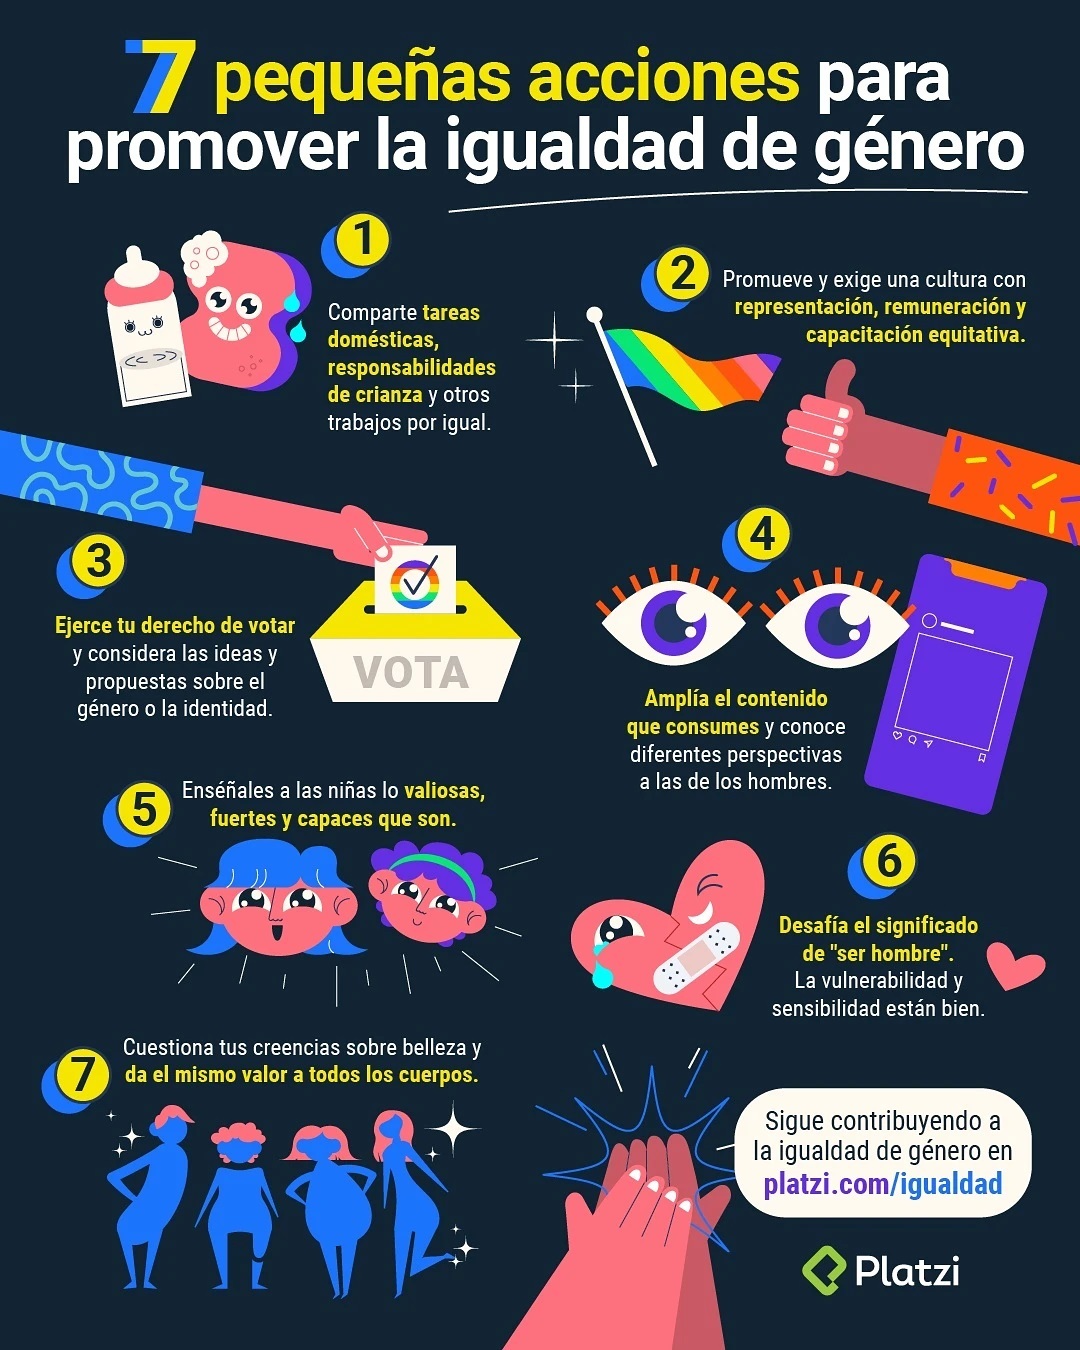 7 pequeñas acciones para
promover la igualdad de género
1
Comparte tareas
domésticas,
responsabilidades
de crianza y otros
trabajos por igual.
2
Promueve y exige una cultura con
representación, remuneración y
capacitación equitativa.
3
Ejerce tu derecho de votar
y considera las ideas y
propuestas sobre el
género o la identidad.
VOTA
4
Amplía el contenido
que consumes y conoce
diferentes perspectivas
a las de los hombres.
5
Enséñales a las niñas lo valiosas,
fuertes y capaces que son.
6
Desafía el significado
de "ser hombre".
La vulnerabilidad y
sensibilidad están bien.
7
Cuestiona tus creencias sobre belleza y
da el mismo valor a todos los cuerpos.
Sigue contribuyendo a
la igualdad de género en
platzi.com/igualdad
Platzi